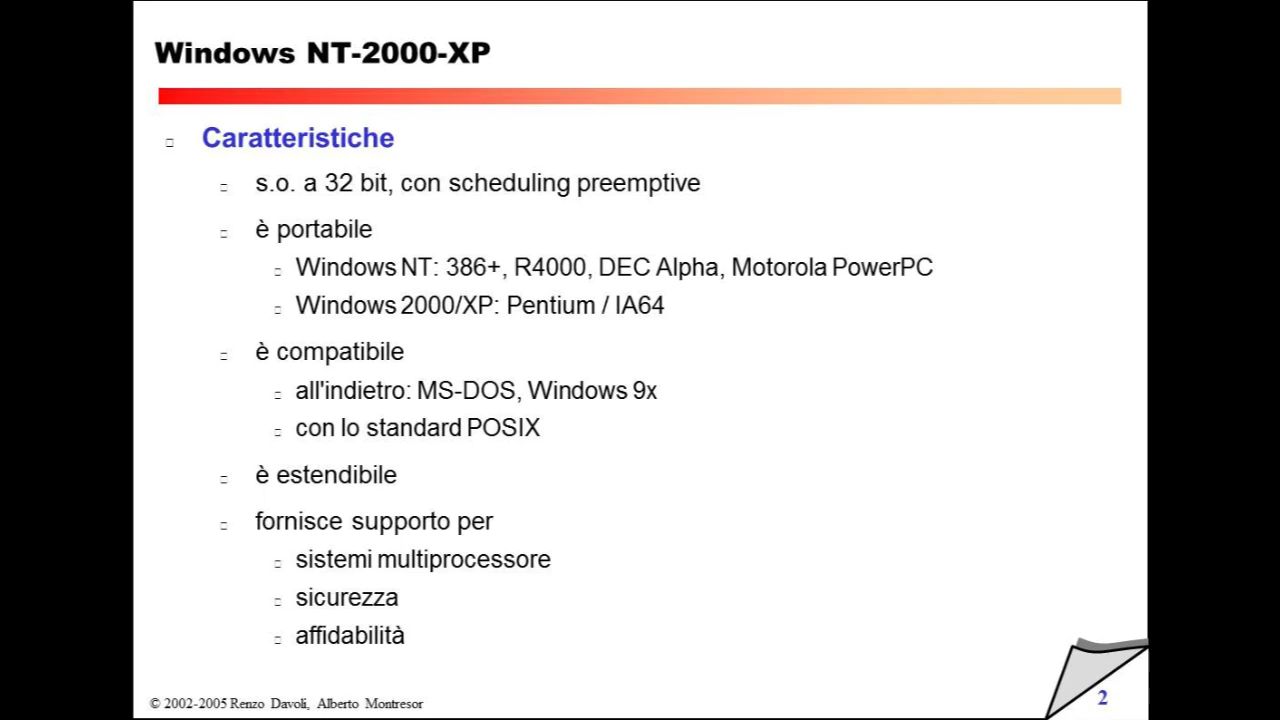 Windows NT-2000-XP
Caratteristiche
s.o. a 32 bit, con scheduling preemptive
è portabile
Windows NT: 386+, R4000, DEC Alpha, Motorola PowerPC
Windows 2000/XP: Pentium / IA64
è compatibile
all'indietro: MS-DOS, Windows 9x
con lo standard POSIX
è estendibile
fornisce supporto per
sistemi multiprocessore
sicurezza
affidabilità
© 2002-2005 Renzo Davoli, Alberto Montresor
2